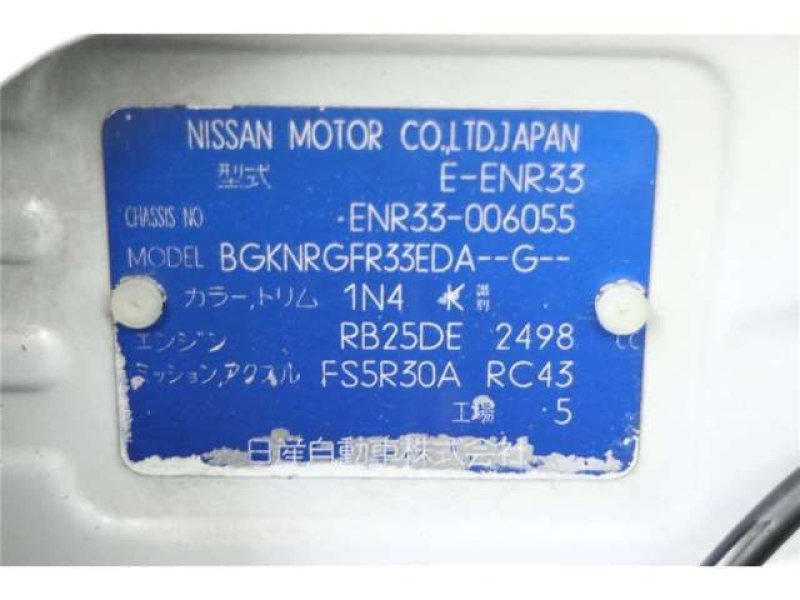 NISSAN MOTOR CO.,LTD.JAPAN
型式 E-ENR33
CHASSIS NO ENR33-006055
MODEL BGKNRGFR33EDA--G--
カラー,トリム 1N4 K 識別
エンジン RB25DE 2498 CC
ミッション,アクスル FS5R30A RC43
工場 5
日産自動車株式会社